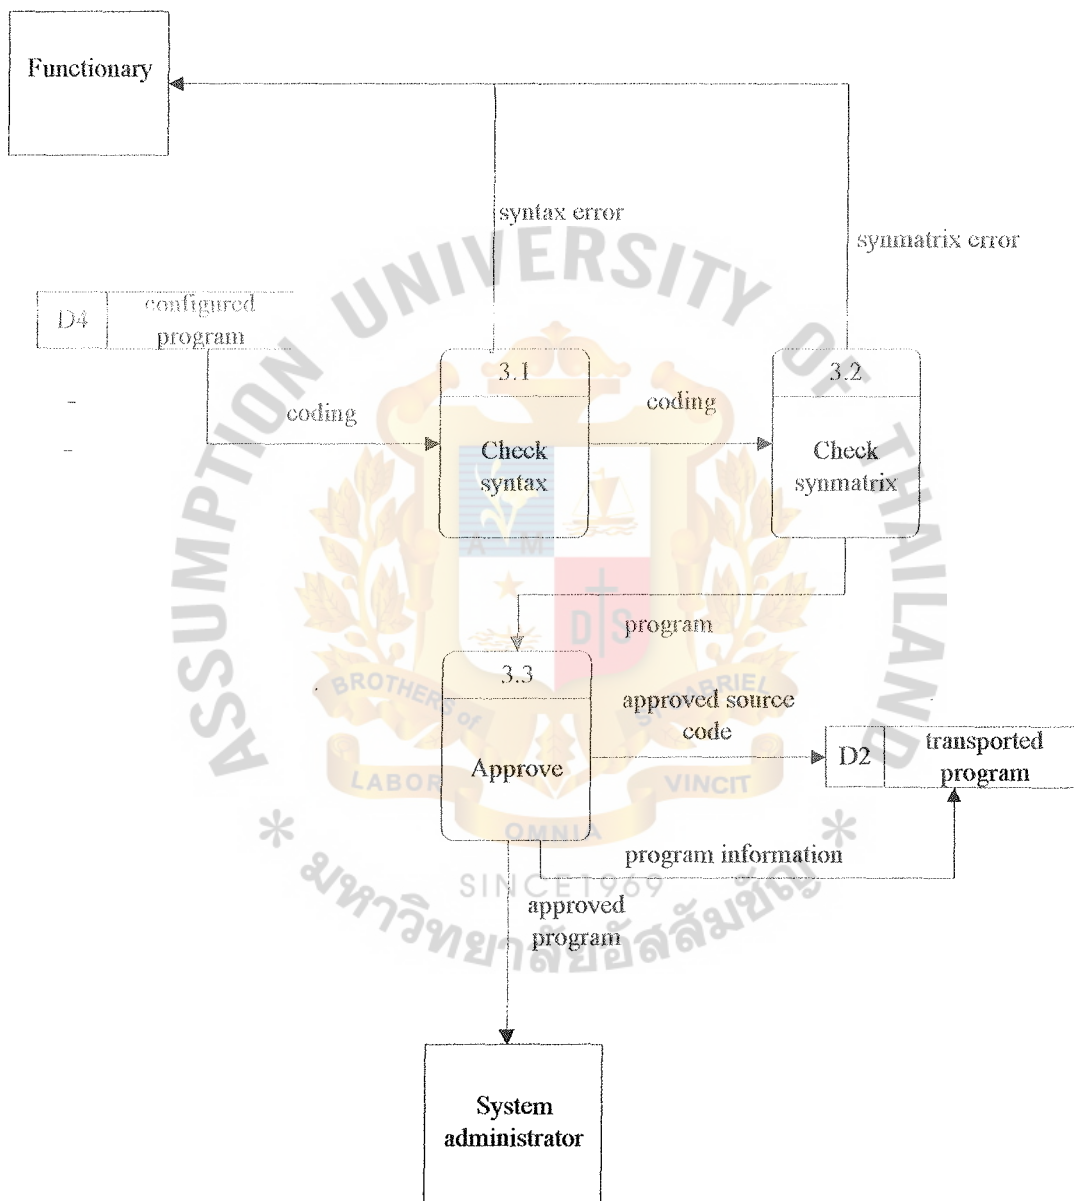 Functionary
syntax error
synmatrix error
D4
configured
program
coding
3.1
Check
syntax
coding
3.2
Check
synmatrix
program
3.3
Approve
approved source
code
D2
transported
program
program information
approved
program
System
administrator
ASSUMPTION UNIVERSITY OF THAILAND
A M
D S
BROTHERS of
ST GABRIEL
LABOR
OMNIA
VINCIT
SINCE1969
* มหาวิทยาลัยอัสสัมชัญ *